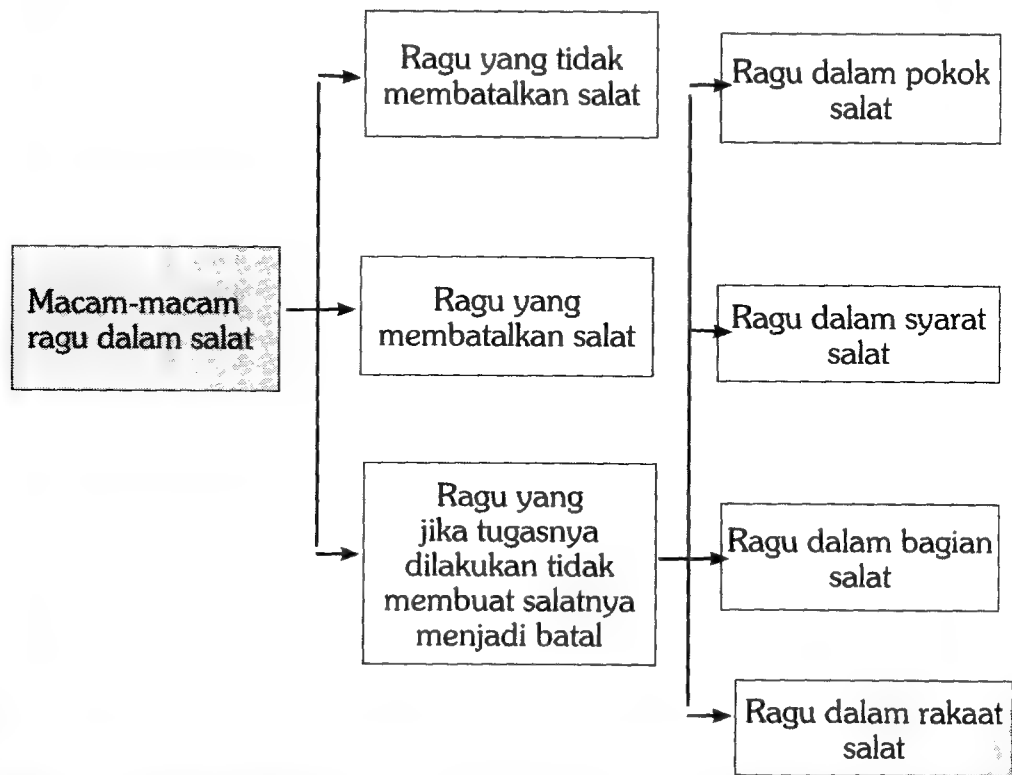 Macam-macam
ragu dalam salat
Ragu yang tidak
membatalkan salat
Ragu yang
membatalkan salat
Ragu yang
jika tugasnya
dilakukan tidak
membuat salatnya
menjadi batal
Ragu dalam pokok
salat
Ragu dalam syarat
salat
Ragu dalam bagian
salat
Ragu dalam rakaat
salat